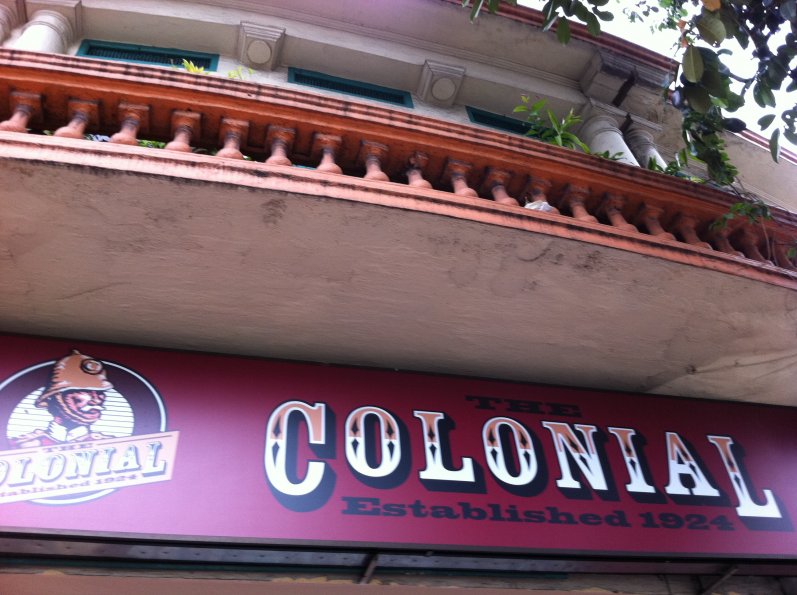 THE
COLONIAL
Established 1924
THE
COLONIAL
Established 1924